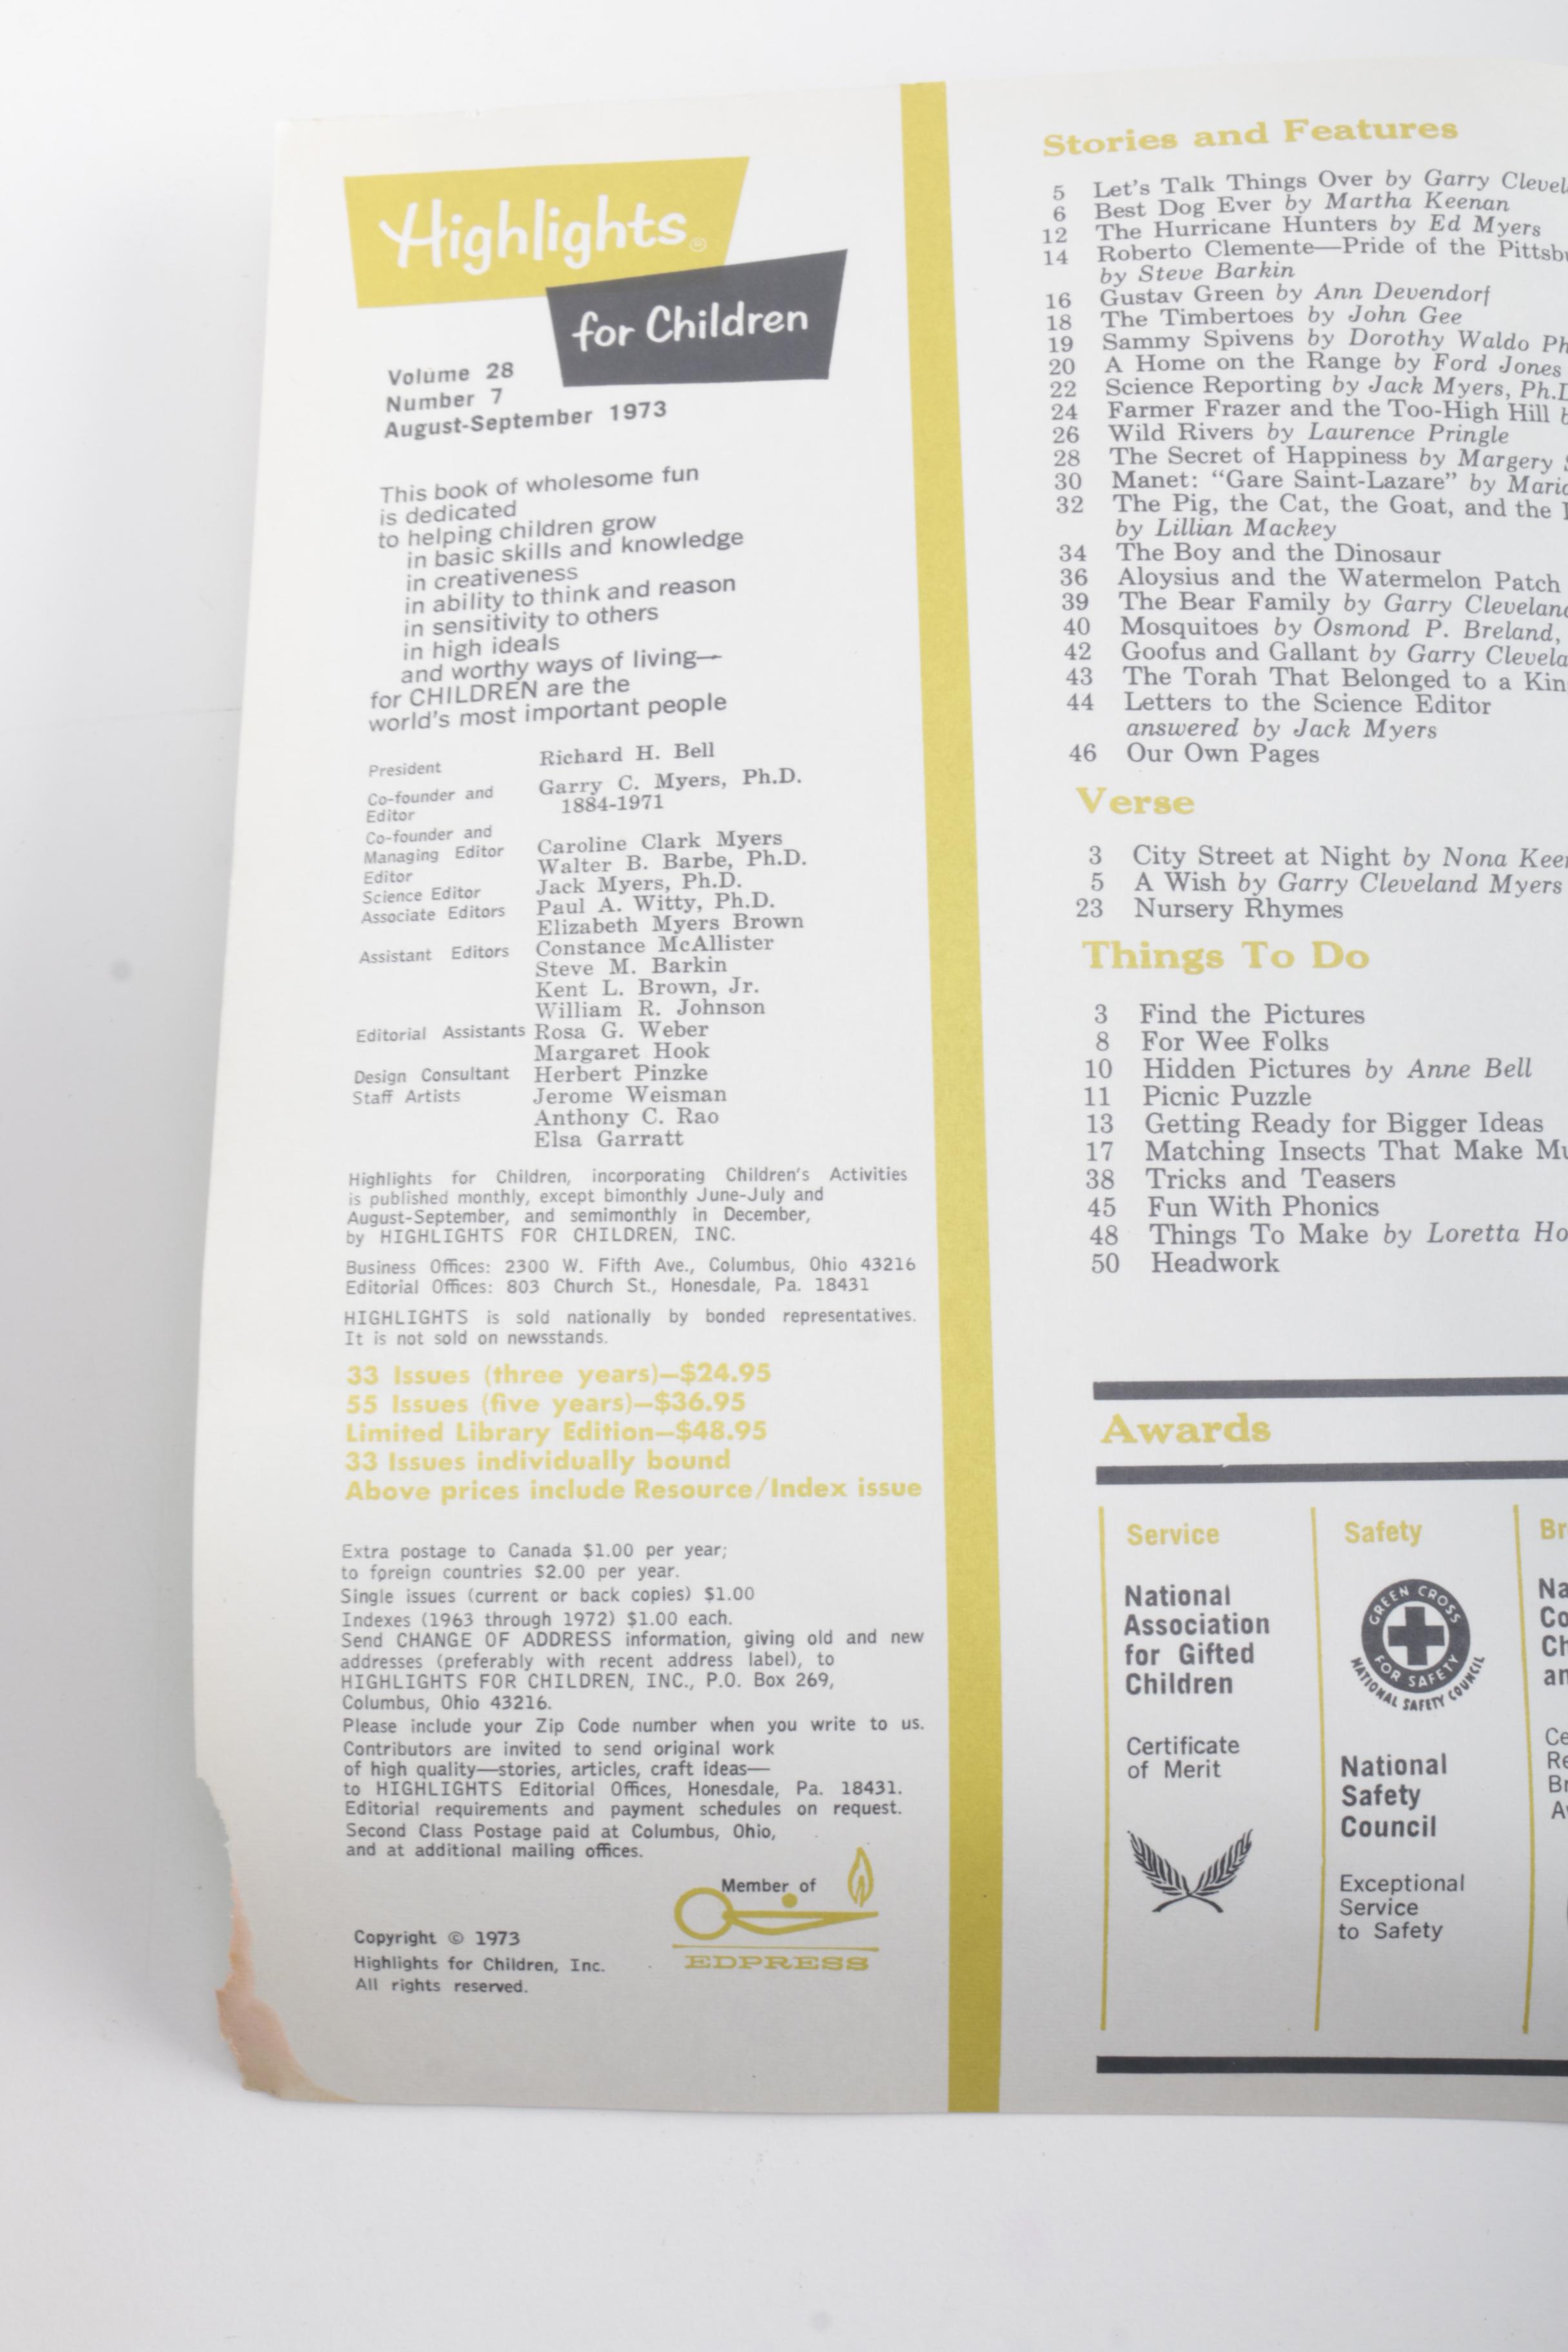 Highlights®
for Children
Volume 28
Number 7
August-September 1973
This book of wholesome fun
is dedicated
to helping children grow
in basic skills and knowledge
in creativeness
in ability to think and reason
in sensitivity to others
in high ideals
and worthy ways of living—
for CHILDREN are the
world's most important people
President Richard H. Bell
Co-founder and Garry C. Myers, Ph.D.
Editor 1884-1971
Co-founder and
Managing Editor Caroline Clark Myers
Editor Walter B. Barbe, Ph.D.
Science Editor Jack Myers, Ph.D.
Associate Editors Paul A. Witty, Ph.D.
Elizabeth Myers Brown
Assistant Editors Constance McAllister
Steve M. Barkin
Kent L. Brown, Jr.
William R. Johnson
Editorial Assistants Rosa G. Weber
Margaret Hook
Design Consultant Herbert Pinzke
Staff Artists Jerome Weisman
Anthony C. Rao
Elsa Garratt
Highlights for Children, incorporating Children's Activities
is published monthly, except bimonthly June-July and
August-September, and semimonthly in December,
by HIGHLIGHTS FOR CHILDREN, INC.
Business Offices: 2300 W. Fifth Ave., Columbus, Ohio 43216
Editorial Offices: 803 Church St., Honesdale, Pa. 18431
HIGHLIGHTS is sold nationally by bonded representatives.
It is not sold on newsstands.
33 Issues (three years)—$24.95
55 Issues (five years)—$36.95
Limited Library Edition—$48.95
33 Issues individually bound
Above prices include Resource/Index issue
Extra postage to Canada $1.00 per year;
to foreign countries $2.00 per year.
Single issues (current or back copies) $1.00
Indexes (1963 through 1972) $1.00 each.
Send CHANGE OF ADDRESS information, giving old and new
addresses (preferably with recent address label), to
HIGHLIGHTS FOR CHILDREN, INC., P.O. Box 269,
Columbus, Ohio 43216.
Please include your Zip Code number when you write to us.
Contributors are invited to send original work
of high quality—stories, articles, craft ideas—
to HIGHLIGHTS Editorial Offices, Honesdale, Pa. 18431.
Editorial requirements and payment schedules on request.
Second Class Postage paid at Columbus, Ohio,
and at additional mailing offices.
Member of
EDPRESS
Copyright © 1973
Highlights for Children, Inc.
All rights reserved.
Stories and Features
5 Let's Talk Things Over by Garry Clevel
6 Best Dog Ever by Martha Keenan
12 The Hurricane Hunters by Ed Myers
14 Roberto Clemente—Pride of the Pittsb
by Steve Barkin
16 Gustav Green by Ann Devendorf
18 The Timbertoes by John Gee
19 Sammy Spivens by Dorothy Waldo Ph
20 A Home on the Range by Ford Jones
22 Science Reporting by Jack Myers, Ph.D
24 Farmer Frazer and the Too-High Hill b
26 Wild Rivers by Laurence Pringle
28 The Secret of Happiness by Margery
30 Manet: "Gare Saint-Lazare" by Mari
32 The Pig, the Cat, the Goat, and the
by Lillian Mackey
34 The Boy and the Dinosaur
36 Aloysius and the Watermelon Patch
39 The Bear Family by Garry Cleveland
40 Mosquitoes by Osmond P. Breland,
42 Goofus and Gallant by Garry Clevela
43 The Torah That Belonged to a Kin
44 Letters to the Science Editor
answered by Jack Myers
46 Our Own Pages
Verse
3 City Street at Night by Nona Kee
5 A Wish by Garry Cleveland Myers
23 Nursery Rhymes
Things To Do
3 Find the Pictures
8 For Wee Folks
10 Hidden Pictures by Anne Bell
11 Picnic Puzzle
13 Getting Ready for Bigger Ideas
17 Matching Insects That Make Mu
38 Tricks and Teasers
45 Fun With Phonics
48 Things To Make by Loretta Ho
50 Headwork
Awards
Service
National
Association
for Gifted
Children
Certificate
of Merit
Safety
GREEN CROSS
FOR SAFETY
NATIONAL SAFETY COUNCIL
National
Safety
Council
Exceptional
Service
to Safety
Br
Na
Co
Ch
an
Ce
Re
Br
A